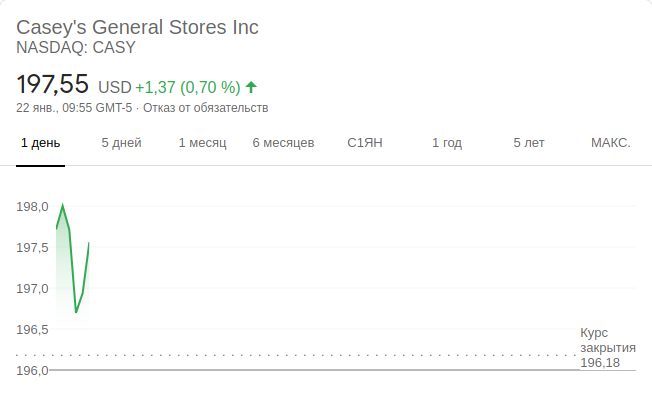 Casey's General Stores Inc
NASDAQ: CASY
197,55 USD +1,37 (0,70 %)
22 янв., 09:55 GMT-5 · Отказ от обязательств
1 день 5 дней 1 месяц 6 месяцев С1ЯН 1 год 5 лет МАКС.
198,0
197,5
197,0
196,5
Курс
закрытия
196,18
196,0